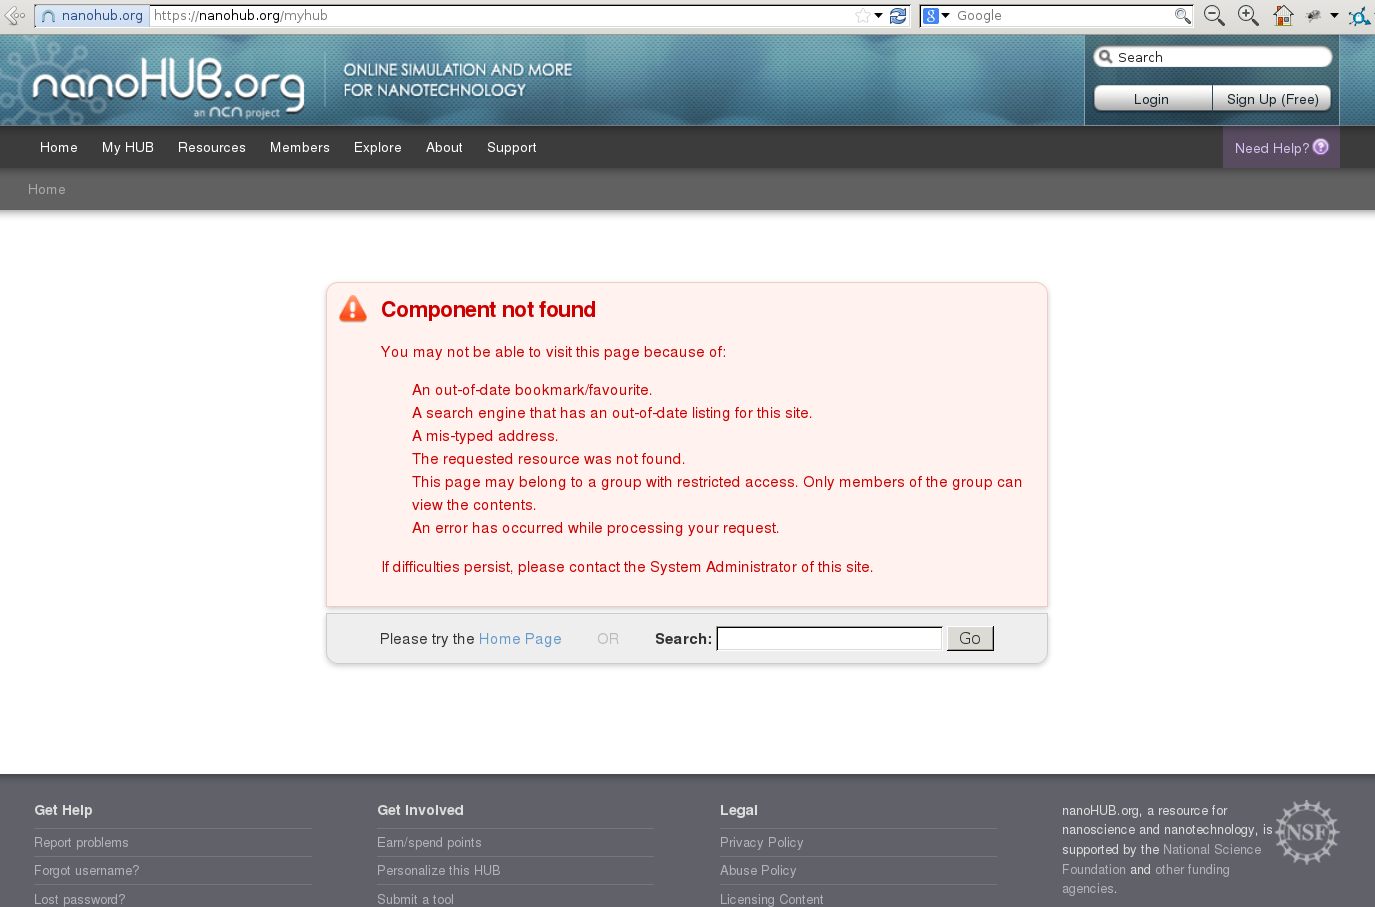 nanohub.org https://nanohub.org/myhub Google
nanoHUB.org
an ncn project
ONLINE SIMULATION AND MORE
FOR NANOTECHNOLOGY
Search
Login Sign Up (Free)
Home My HUB Resources Members Explore About Support Need Help?
Home
Component not found
You may not be able to visit this page because of:
An out-of-date bookmark/favourite.
A search engine that has an out-of-date listing for this site.
A mis-typed address.
The requested resource was not found.
This page may belong to a group with restricted access. Only members of the group can
view the contents.
An error has occurred while processing your request.
If difficulties persist, please contact the System Administrator of this site.
Please try the Home Page OR Search: Go
Get Help
Report problems
Forgot username?
Lost password?
Get Involved
Earn/spend points
Personalize this HUB
Submit a tool
Legal
Privacy Policy
Abuse Policy
Licensing Content
nanoHUB.org, a resource for
nanoscience and nanotechnology, is
supported by the National Science
Foundation and other funding
agencies.
NSF